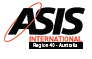 ASIS
INTERNATIONAL
Region 40 - Australia